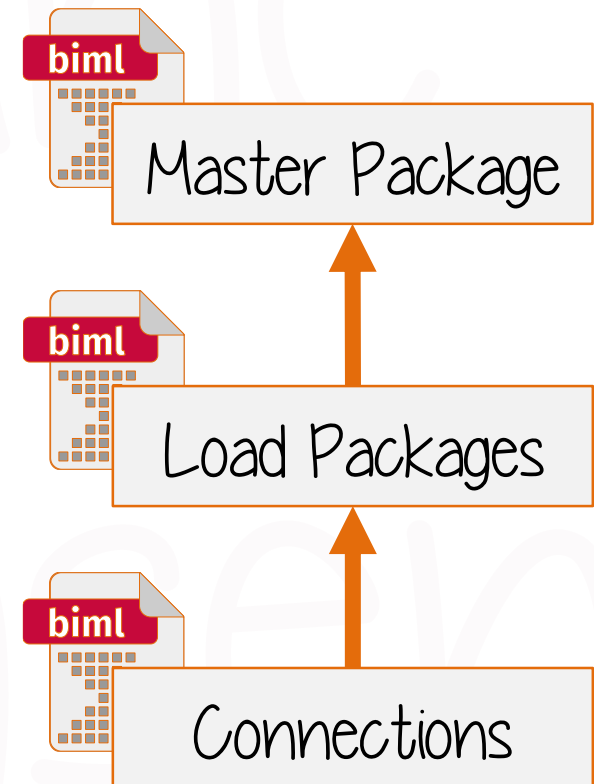 biml
Master Package
biml
Load Packages
biml
Connections